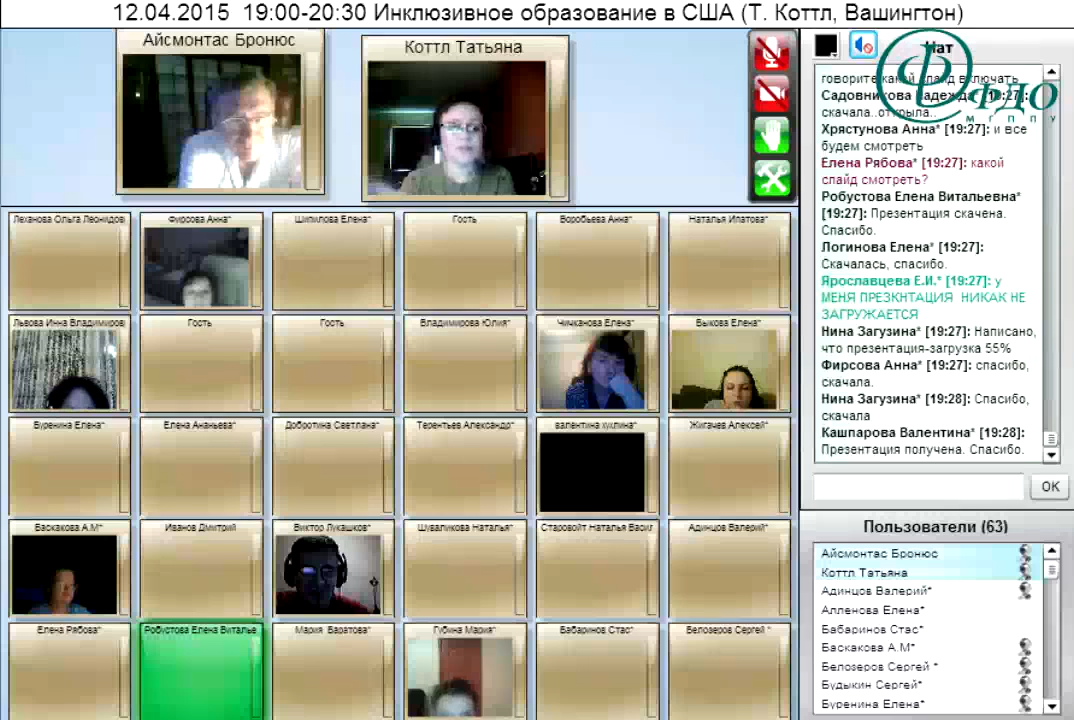 12.04.2015 19:00-20:30 Инклюзивное образование в США (Т. Коттл, Вашингтон)
Айсмонтас Бронюс
Коттл Татьяна
Леханова Ольга Леонидов
Фирсова Анна*
Шипилова Елена*
Гость
Воробьева Анна*
Наталья Ипатова*
Львова Инна Владимиров
Гость
Гость
Владимирова Юлия*
Чичканова Елена*
Быкова Елена*
Буренина Елена*
Елена Ананьева*
Добротина Светлана*
Терентьев Александр*
валентина куклина*
Жигачев Алексей*
Баскакова А.М*
Иванов Дмитрий
Виктор Лукашков*
Шуваликова Наталья*
Старовойт Наталья Васил
Адинцов Валерий*
Елена Рябова*
Робустова Елена Виталье
Мария Баратова*
Губина Мария*
Бабаринов Стас*
Белозеров Сергей *
Чат
ФДО
МГППУ
говорите какой слайд включать
Садовникова Надежда* [19:27]:
скачала..открыла..
Хрястунова Анна* [19:27]: и все
будем смотреть
Елена Рябова* [19:27]: какой
слайд смотреть?
Робустова Елена Витальевна*
[19:27]: Презентация скачена.
Спасибо.
Логинова Елена* [19:27]:
Скачалась, спасибо.
Ярославцева Е.И.* [19:27]: у
МЕНЯ ПРЕЗКНТАЦИЯ НИКАК НЕ
ЗАГРУЖАЕТСЯ
Нина Загузина* [19:27]: Написано,
что презентация-загрузка 55%
Фирсова Анна* [19:27]: спасибо,
скачала.
Нина Загузина* [19:28]: Спасибо,
скачала
Кашпарова Валентина* [19:28]:
Презентация получена. Спасибо.
OK
Пользователи (63)
Айсмонтас Бронюс
Коттл Татьяна
Адинцов Валерий*
Алленова Елена*
Бабаринов Стас*
Баскакова А.М*
Белозеров Сергей *
Будыкин Сергей*
Буренина Елена*